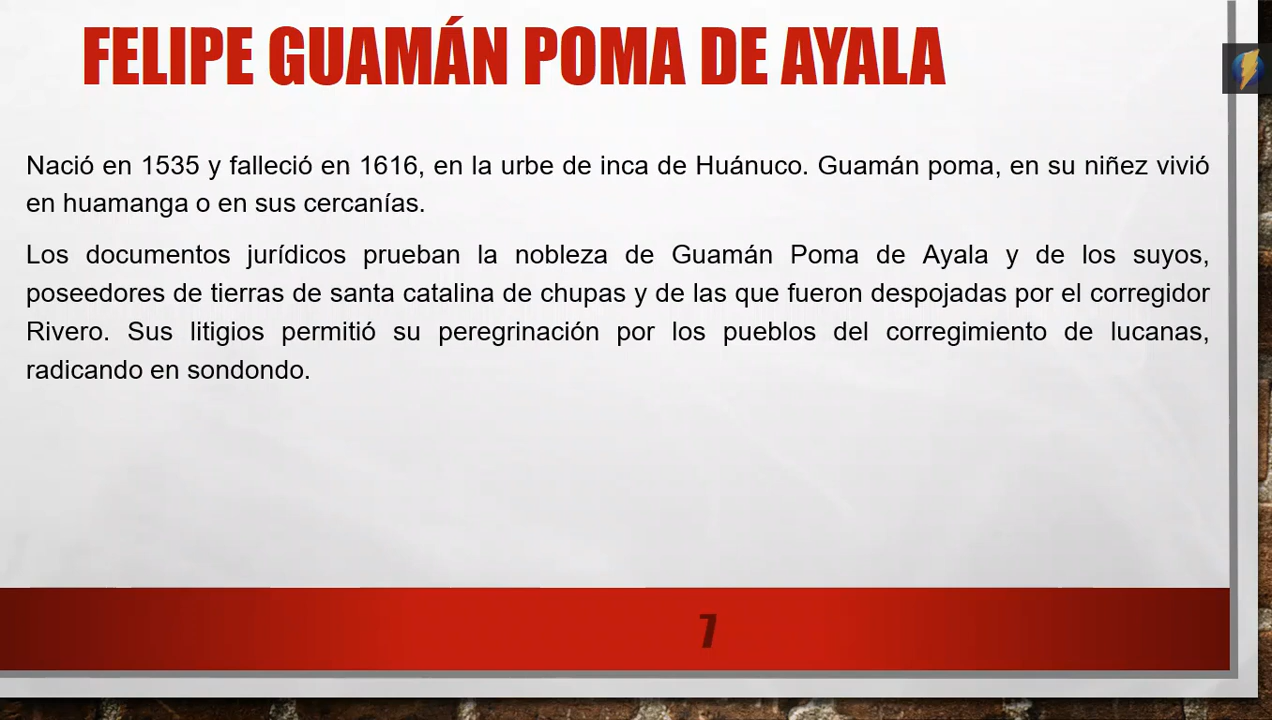 FELIPE GUAMÁN POMA DE AYALA
Nació en 1535 y falleció en 1616, en la urbe de inca de Huánuco. Guamán poma, en su niñez vivió
en huamanga o en sus cercanías.
Los documentos jurídicos prueban la nobleza de Guamán Poma de Ayala y de los suyos,
poseedores de tierras de santa catalina de chupas y de las que fueron despojadas por el corregidor
Rivero. Sus litigios permitió su peregrinación por los pueblos del corregimiento de lucanas,
radicando en sondondo.
7